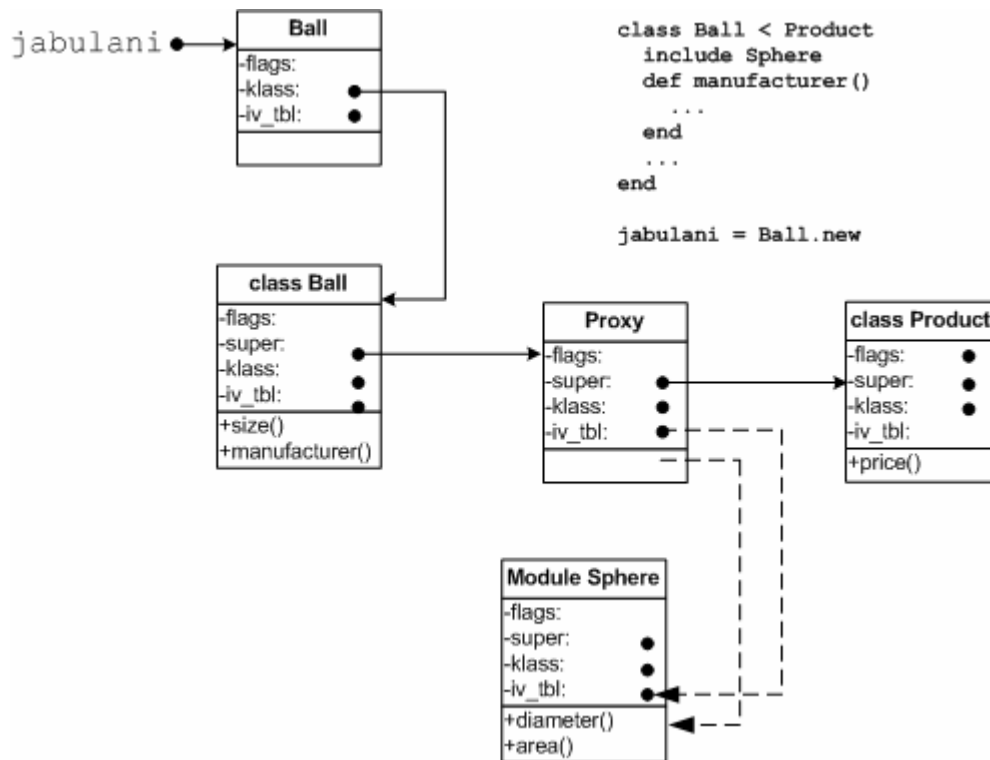 jabulani
Ball
-flags:
-klass:
-iv_tbl:
class Ball < Product
include Sphere
def manufacturer()
...
end
...
end
jabulani = Ball.new
class Ball
-flags:
-super:
-klass:
-iv_tbl:
+size()
+manufacturer()
Proxy
-flags:
-super:
-klass:
-iv_tbl:
class Product
-flags:
-super:
-klass:
-iv_tbl:
+price()
Module Sphere
-flags:
-super:
-klass:
-iv_tbl:
+diameter()
+area()